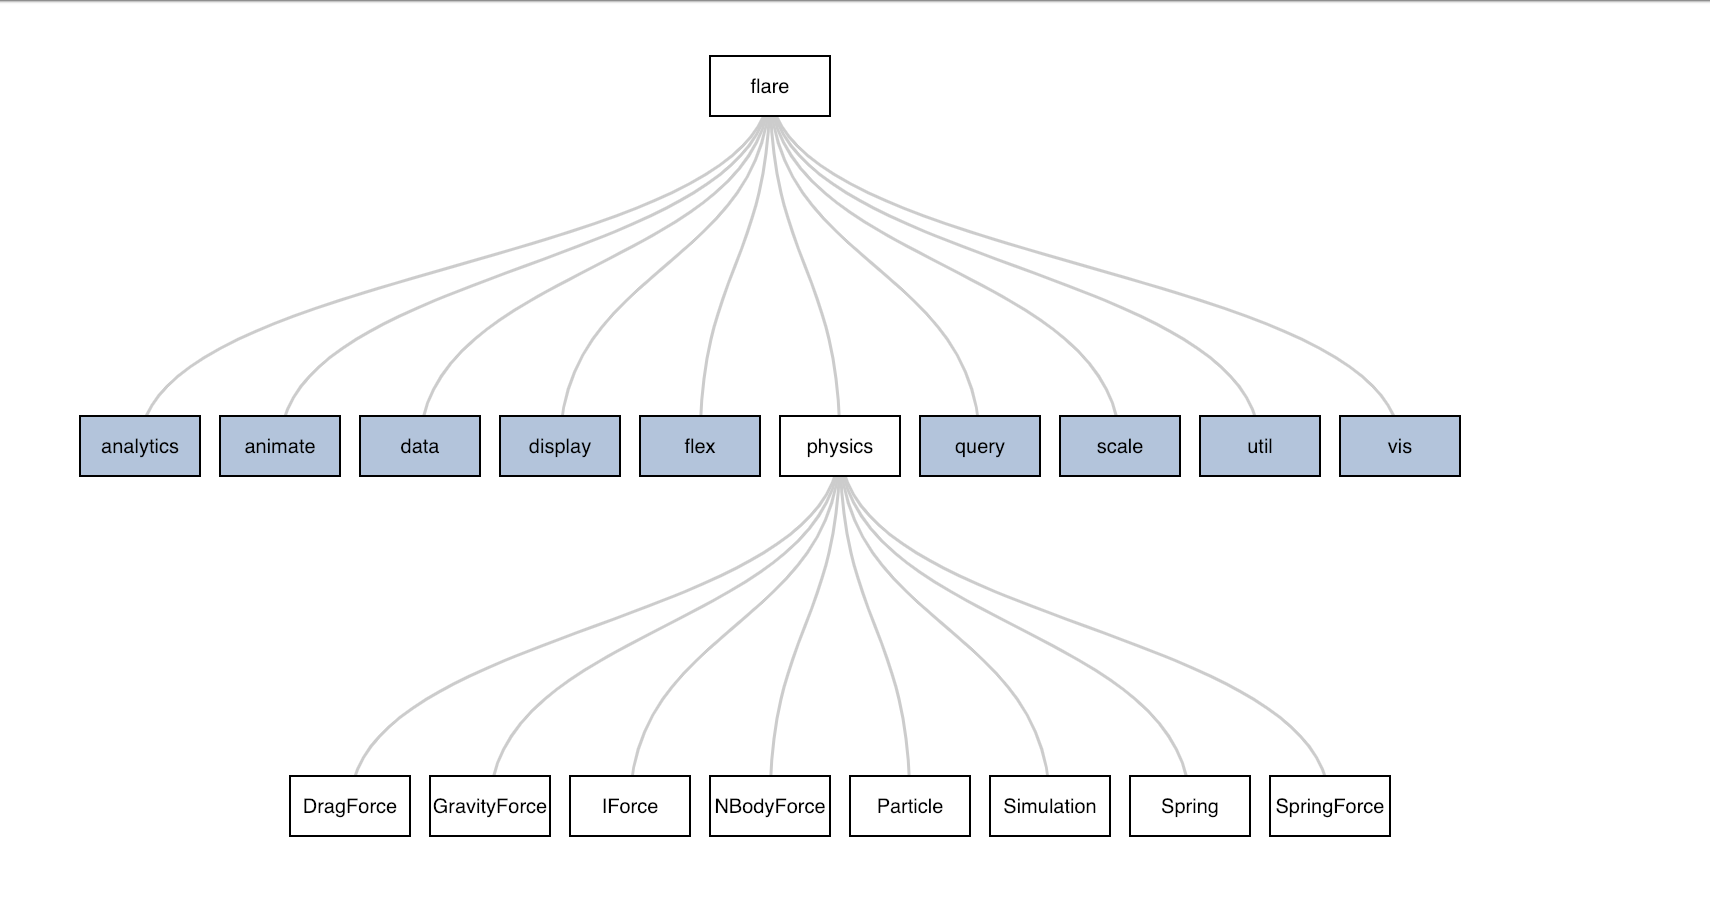 flare
analytics
animate
data
display
flex
physics
query
scale
util
vis
DragForce
GravityForce
IForce
NBodyForce
Particle
Simulation
Spring
SpringForce